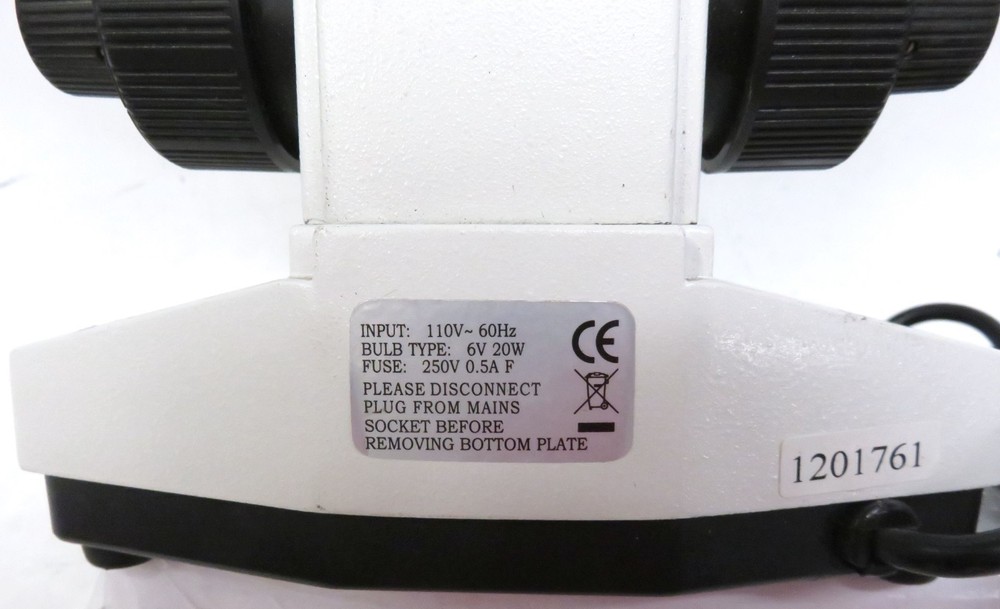 INPUT: 110V~ 60Hz
BULB TYPE: 6V 20W
FUSE: 250V 0.5A F
PLEASE DISCONNECT
PLUG FROM MAINS
SOCKET BEFORE
REMOVING BOTTOM PLATE
CE
1201761